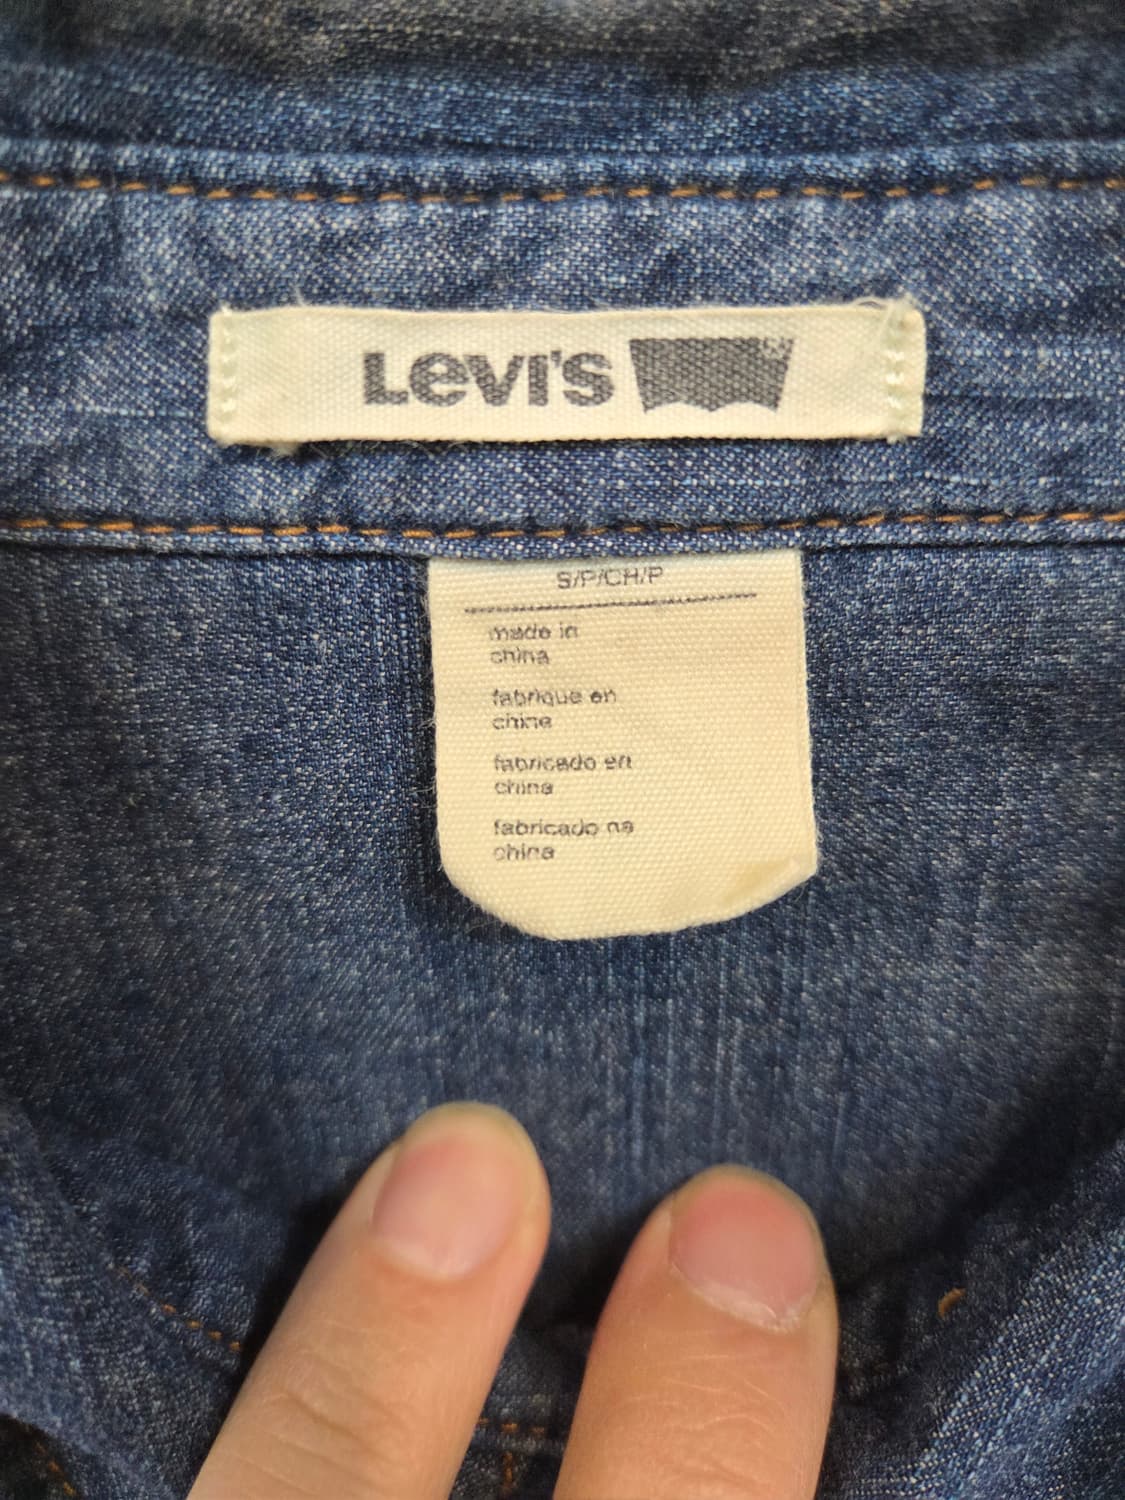 Levi's
S/P/CH/P
made in
china
fabrique en
chine
fabricado en
china
fabricado na
china